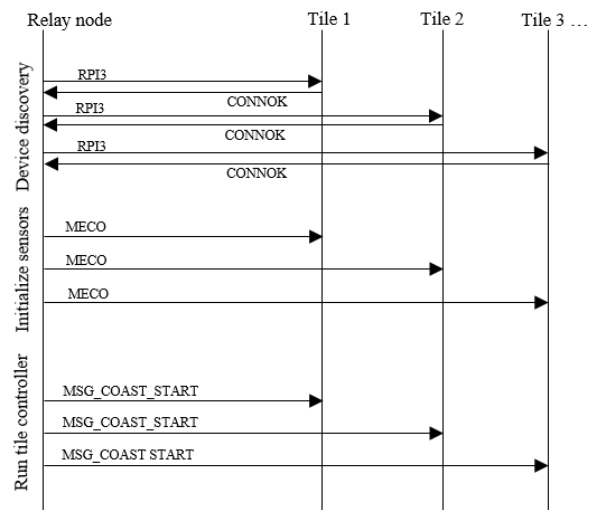 Relay node Tile 1 Tile 2 Tile 3 ...
Device discovery
RPI3
CONNOK
RPI3
CONNOK
RPI3
CONNOK
Initialize sensors
MECO
MECO
MECO
Run tile controller
MSG_COAST_START
MSG_COAST_START
MSG_COAST START